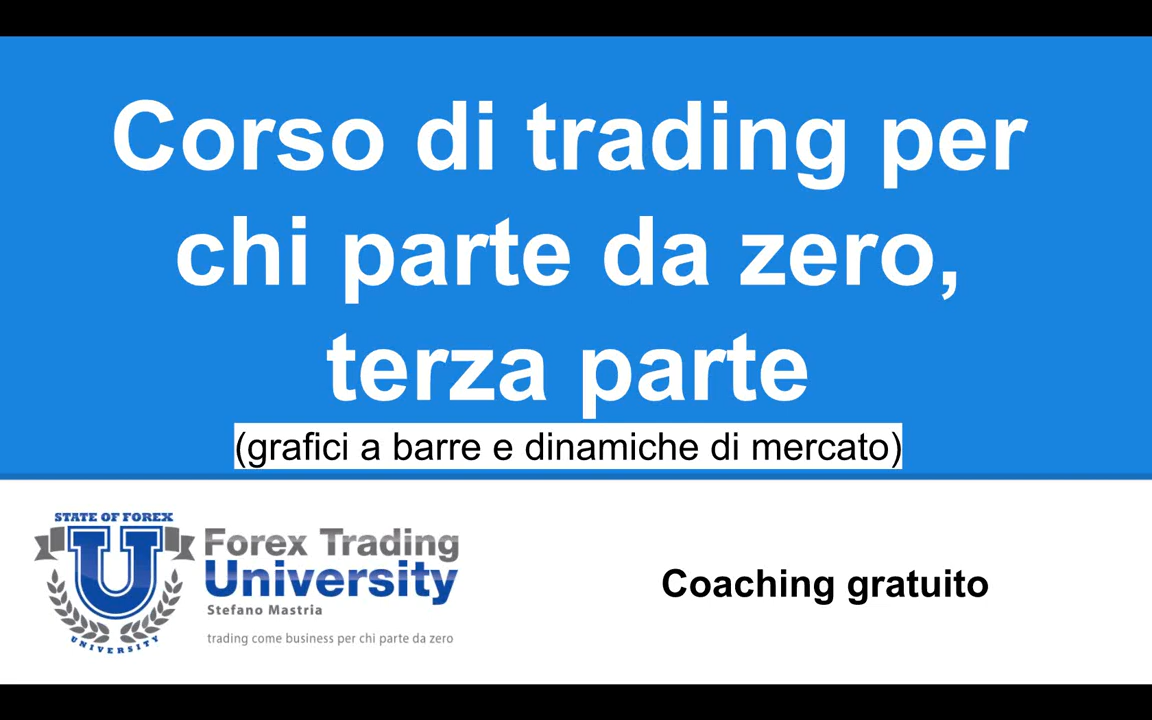 Corso di trading per
chi parte da zero,
terza parte
(grafici a barre e dinamiche di mercato)
STATE OF FOREX
U
UNIVERSITY
Forex Trading
University
Stefano Mastria
trading come business per chi parte da zero
Coaching gratuito